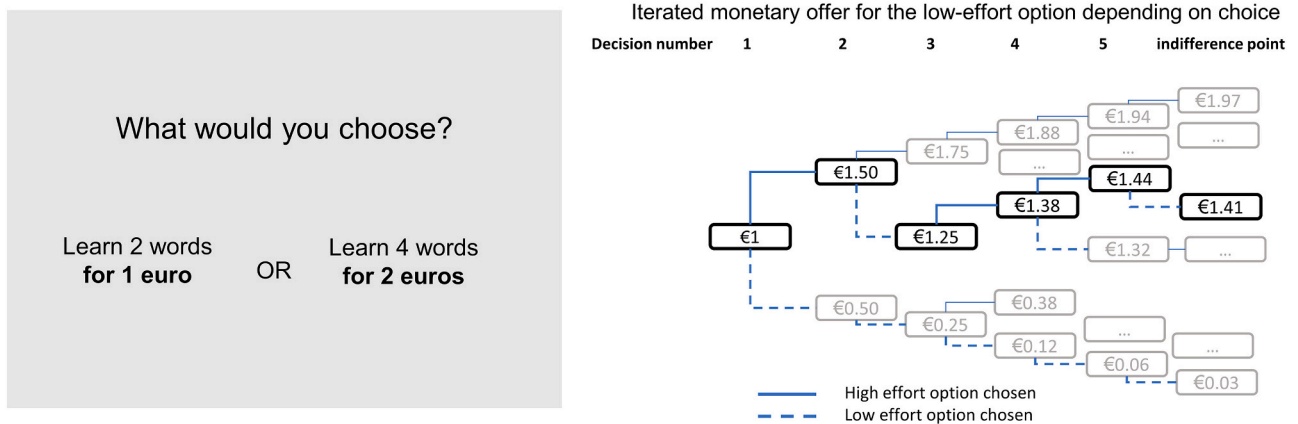 What would you choose?
Learn 2 words
for 1 euro
OR
Learn 4 words
for 2 euros
Iterated monetary offer for the low-effort option depending on choice
Decision number 1 2 3 4 5 indifference point
€1.97
€1.94
€1.88
...
€1.75
...
...
€1.50
€1.44
€1.38
€1.41
€1
€1.25
€1.32
...
€0.50
€0.38
€0.25
...
€0.12
...
€0.06
€0.03
High effort option chosen
Low effort option chosen